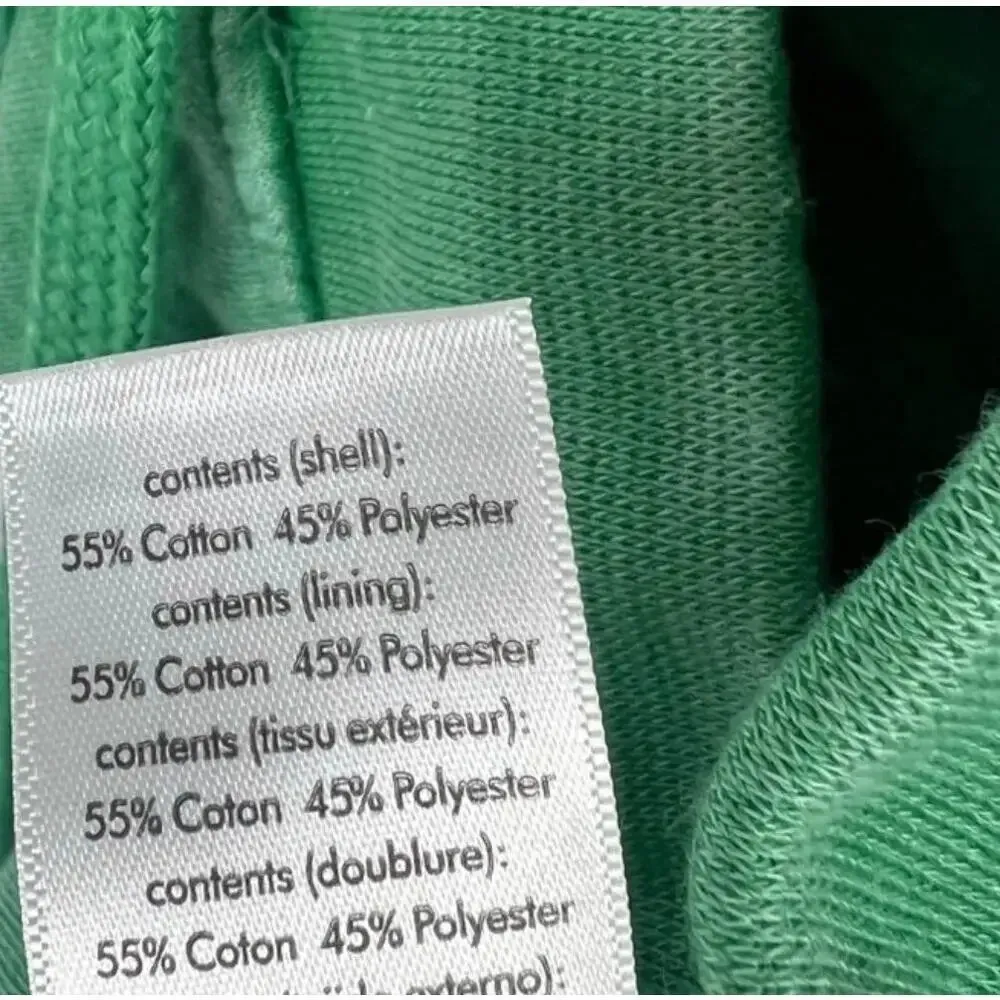 contents (shell):
55% Cotton 45% Polyester
contents (lining):
55% Cotton 45% Polyester
contents (tissu extérieur):
55% Coton 45% Polyester
contents (doublure):
55% Coton 45% Polyester
externo):